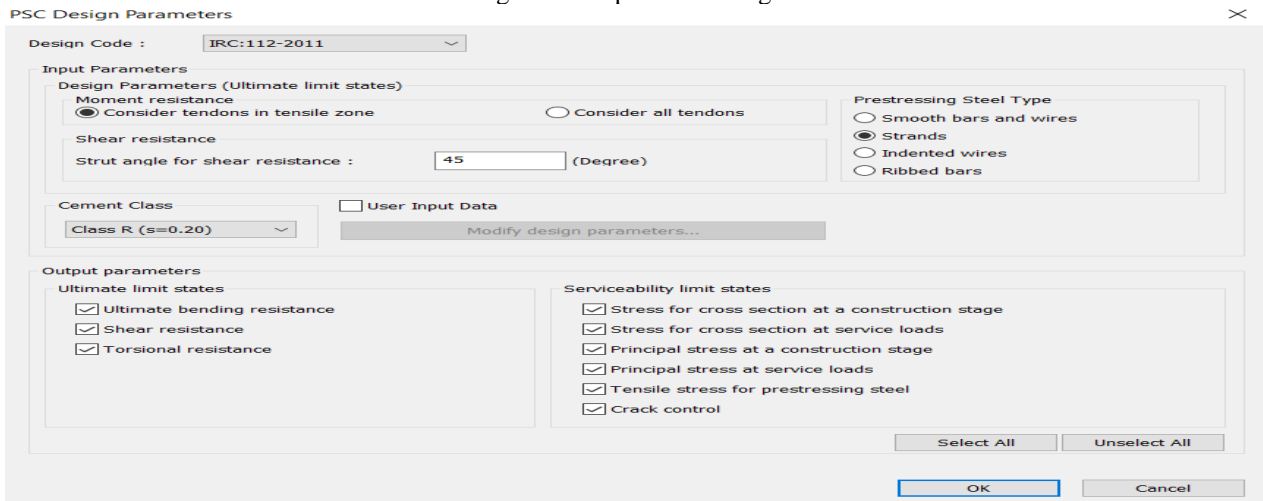 PSC Design Parameters
Design Code : IRC:112-2011
Input Parameters
Design Parameters (Ultimate limit states)
Moment resistance
Consider tendons in tensile zone
Consider all tendons
Shear resistance
Strut angle for shear resistance : 45 (Degree)
Prestressing Steel Type
Smooth bars and wires
Strands
Indented wires
Ribbed bars
Cement Class
Class R (s=0.20)
User Input Data
Modify design parameters...
Output parameters
Ultimate limit states
Ultimate bending resistance
Shear resistance
Torsional resistance
Serviceability limit states
Stress for cross section at a construction stage
Stress for cross section at service loads
Principal stress at a construction stage
Principal stress at service loads
Tensile stress for prestressing steel
Crack control
Select All
Unselect All
OK
Cancel